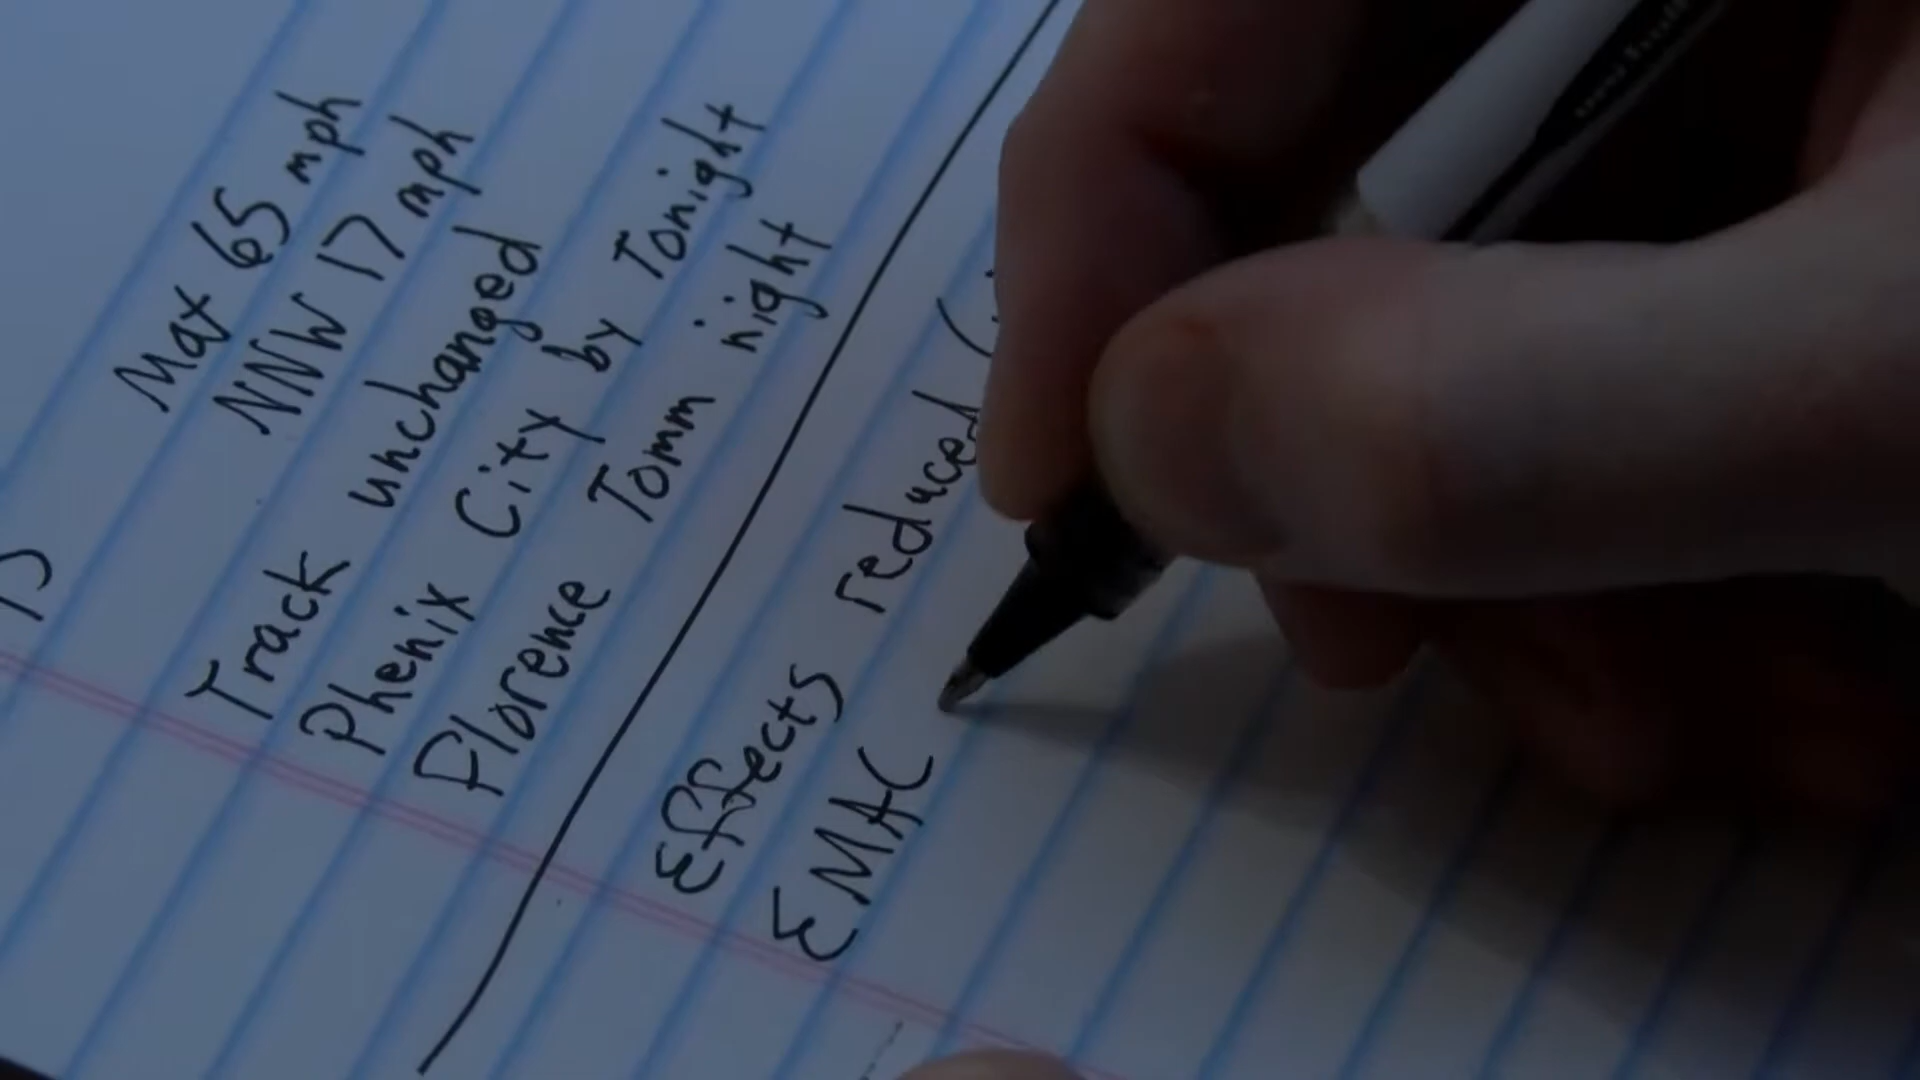 Max 65 mph
NNW 17 mph
Track unchanged
Phenix City by Tonight
Florence Tomm night
Effects reduced
EMAC